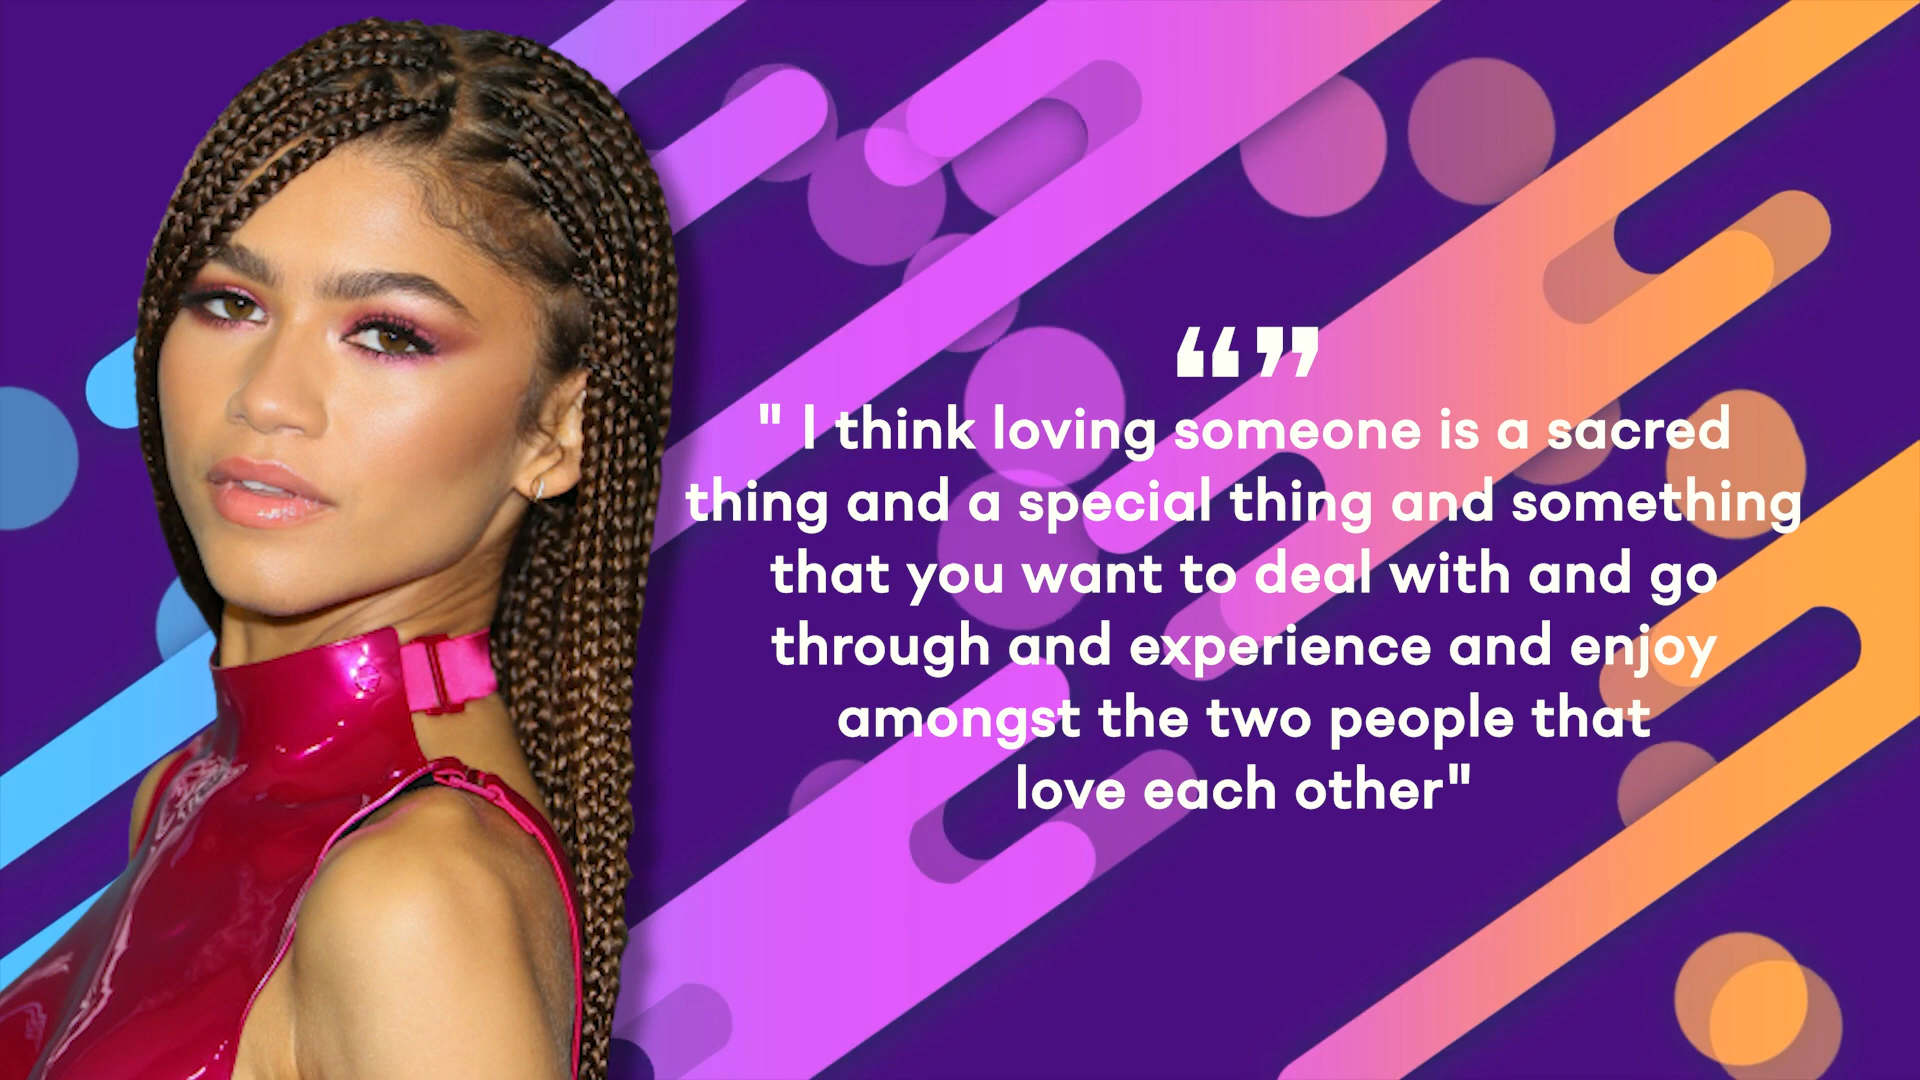 “”
" I think loving someone is a sacred
thing and a special thing and something
that you want to deal with and go
through and experience and enjoy
amongst the two people that
love each other"